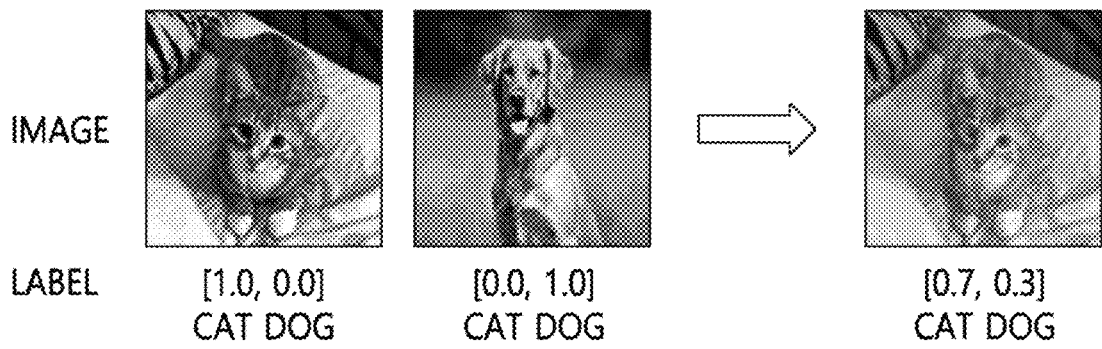 IMAGE
LABEL [1.0, 0.0] [0.0, 1.0] [0.7, 0.3]
CAT DOG CAT DOG CAT DOG